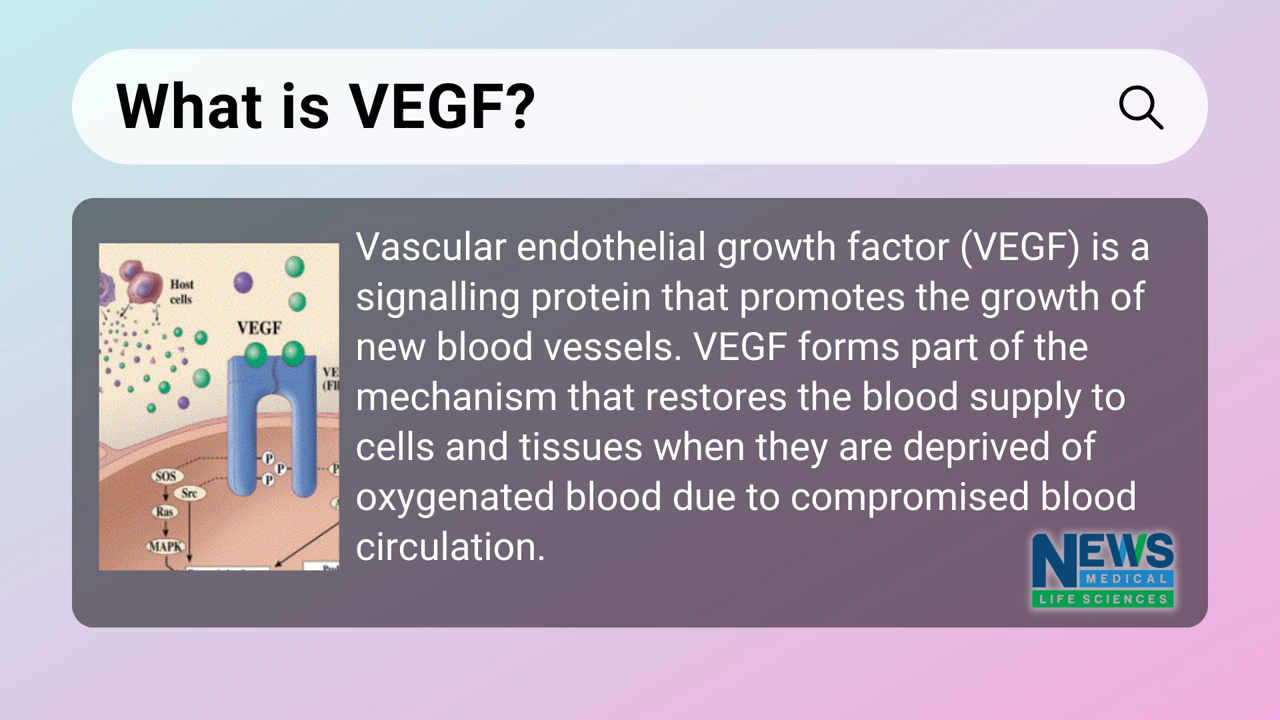 What is VEGF?
Host
cells
VEGF
VE
(Fl
P
P
P
P
SOS
Src
Ras
MAPK
Vascular endothelial growth factor (VEGF) is a
signalling protein that promotes the growth of
new blood vessels. VEGF forms part of the
mechanism that restores the blood supply to
cells and tissues when they are deprived of
oxygenated blood due to compromised blood
circulation.
NEWS
MEDICAL
LIFE SCIENCES